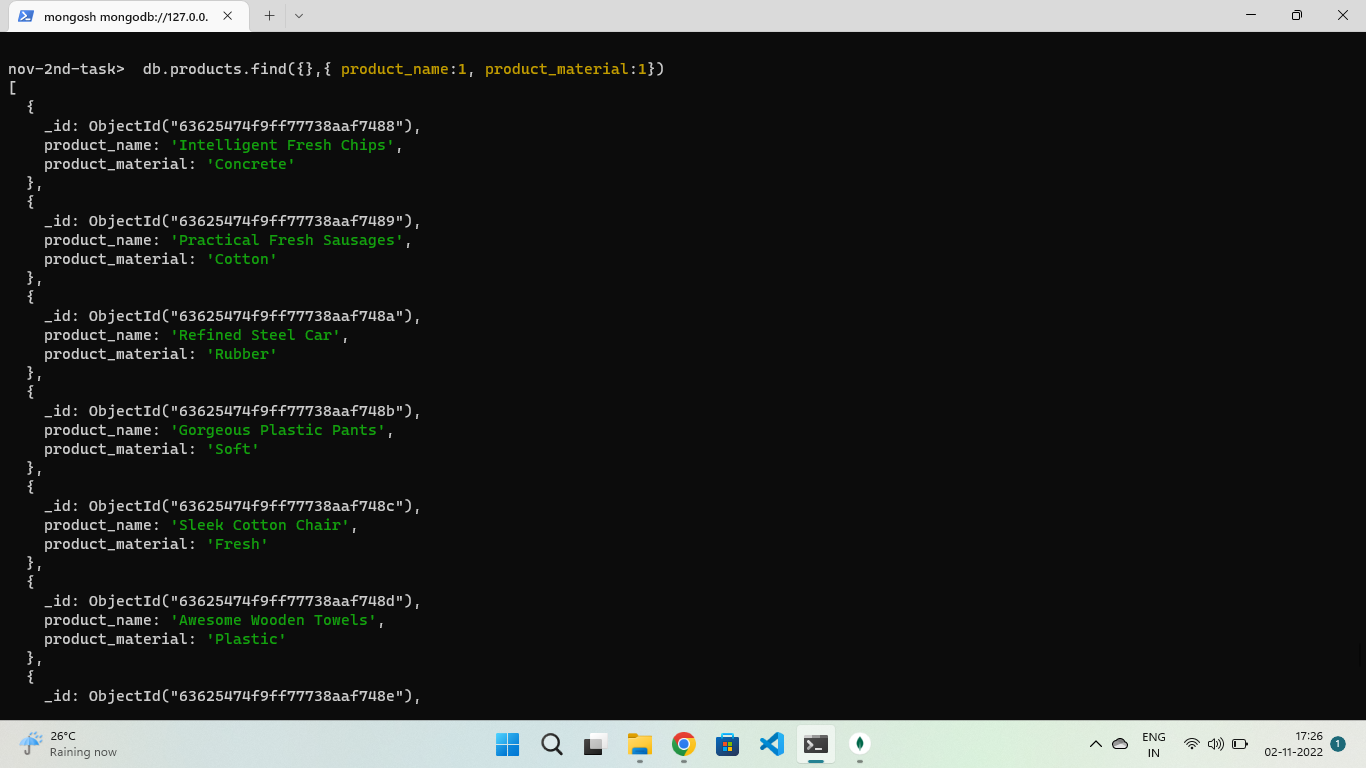 mongosh mongodb://127.0.0.
nov-2nd-task>  db.products.find({},{ product_name:1, product_material:1})
[
  {
    _id: ObjectId("63625474f9ff77738aaf7488"),
    product_name: 'Intelligent Fresh Chips',
    product_material: 'Concrete'
  },
  {
    _id: ObjectId("63625474f9ff77738aaf7489"),
    product_name: 'Practical Fresh Sausages',
    product_material: 'Cotton'
  },
  {
    _id: ObjectId("63625474f9ff77738aaf748a"),
    product_name: 'Refined Steel Car',
    product_material: 'Rubber'
  },
  {
    _id: ObjectId("63625474f9ff77738aaf748b"),
    product_name: 'Gorgeous Plastic Pants',
    product_material: 'Soft'
  },
  {
    _id: ObjectId("63625474f9ff77738aaf748c"),
    product_name: 'Sleek Cotton Chair',
    product_material: 'Fresh'
  },
  {
    _id: ObjectId("63625474f9ff77738aaf748d"),
    product_name: 'Awesome Wooden Towels',
    product_material: 'Plastic'
  },
  {
    _id: ObjectId("63625474f9ff77738aaf748e"),
26°C
Raining now
ENG
IN
17:26
02-11-2022
1